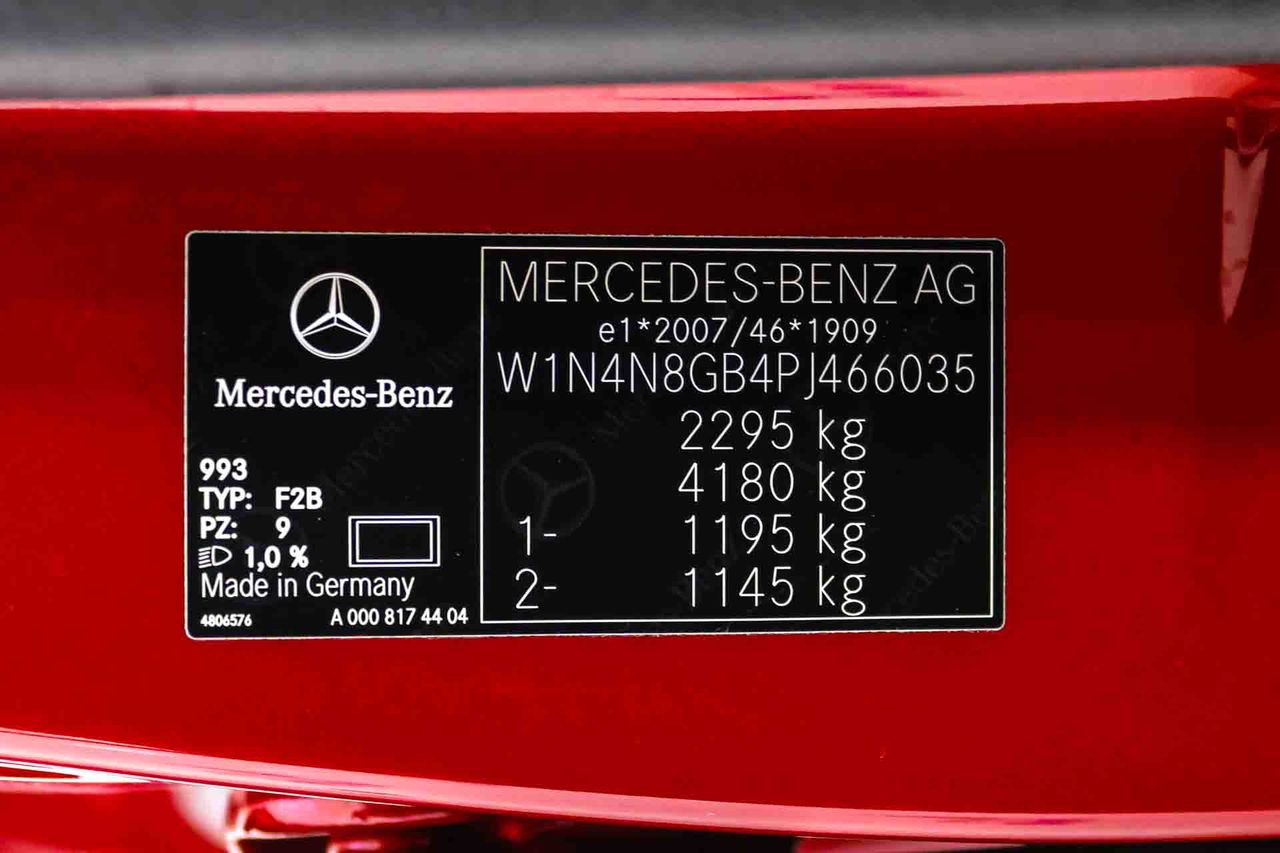 Mercedes-Benz
993
TYP: F2B
PZ: 9
1,0 %
Made in Germany
4806576 A 000 817 44 04
MERCEDES-BENZ AG
e1*2007/46*1909
W1N4N8GB4PJ466035
2295 kg
4180 kg
1- 1195 kg
2- 1145 kg